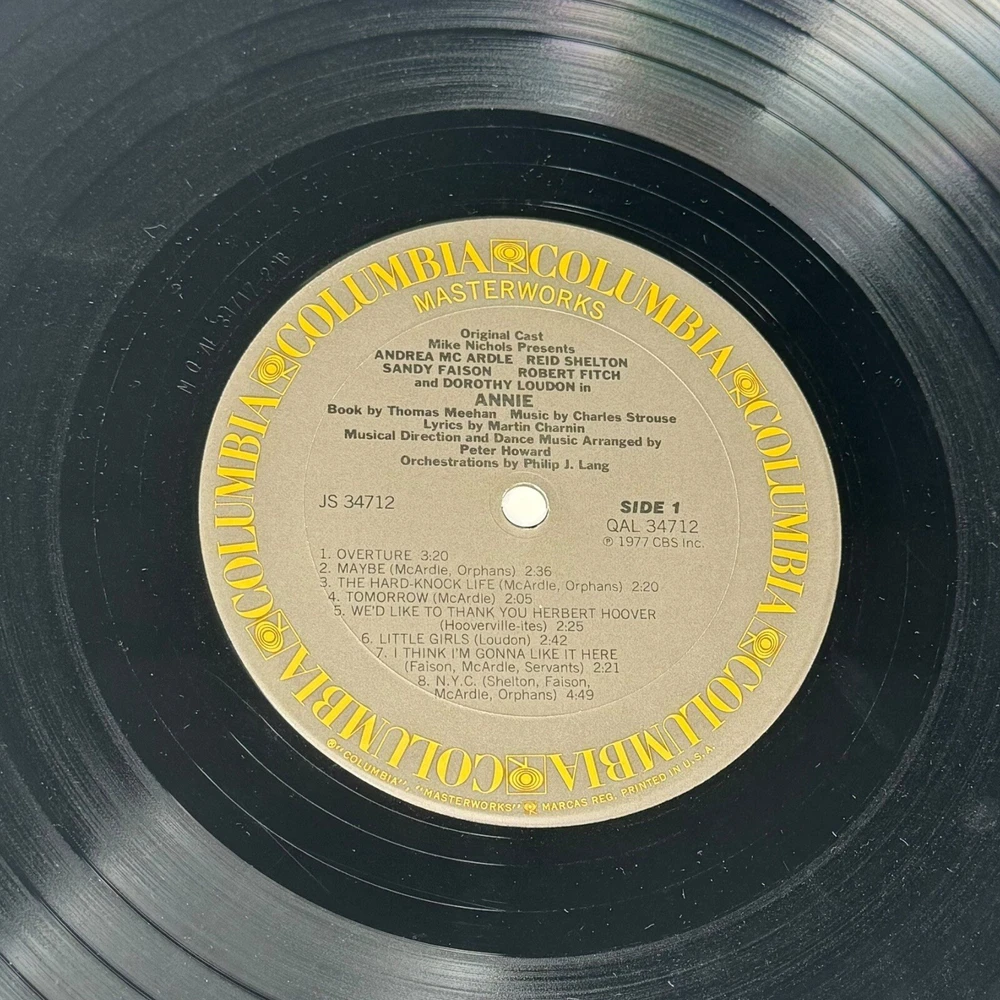 COLUMBIA COLUMBIA COLUMBIA COLUMBIA COLUMBIA COLUMBIA
MASTERWORKS
Original Cast
Mike Nichols Presents
ANDREA MC ARDLE REID SHELTON
SANDY FAISON ROBERT FITCH
and DOROTHY LOUDON in
ANNIE
Book by Thomas Meehan Music by Charles Strouse
Lyrics by Martin Charnin
Musical Direction and Dance Music Arranged by
Peter Howard
Orchestrations by Philip J. Lang
JS 34712
SIDE 1
QAL 34712
℗ 1977 CBS Inc.
1. OVERTURE 3:20
2. MAYBE (McArdle, Orphans) 2:36
3. THE HARD-KNOCK LIFE (McArdle, Orphans) 2:20
4. TOMORROW (McArdle) 2:05
5. WE'D LIKE TO THANK YOU HERBERT HOOVER
(Hooverville-ites) 2:25
6. LITTLE GIRLS (Loudon) 2:42
7. I THINK I'M GONNA LIKE IT HERE
(Faison, McArdle, Servants) 2:21
8. N.Y.C. (Shelton, Faison,
McArdle, Orphans) 4:49
® "COLUMBIA", "MASTERWORKS" MARCAS REG. PRINTED IN U.S.A.